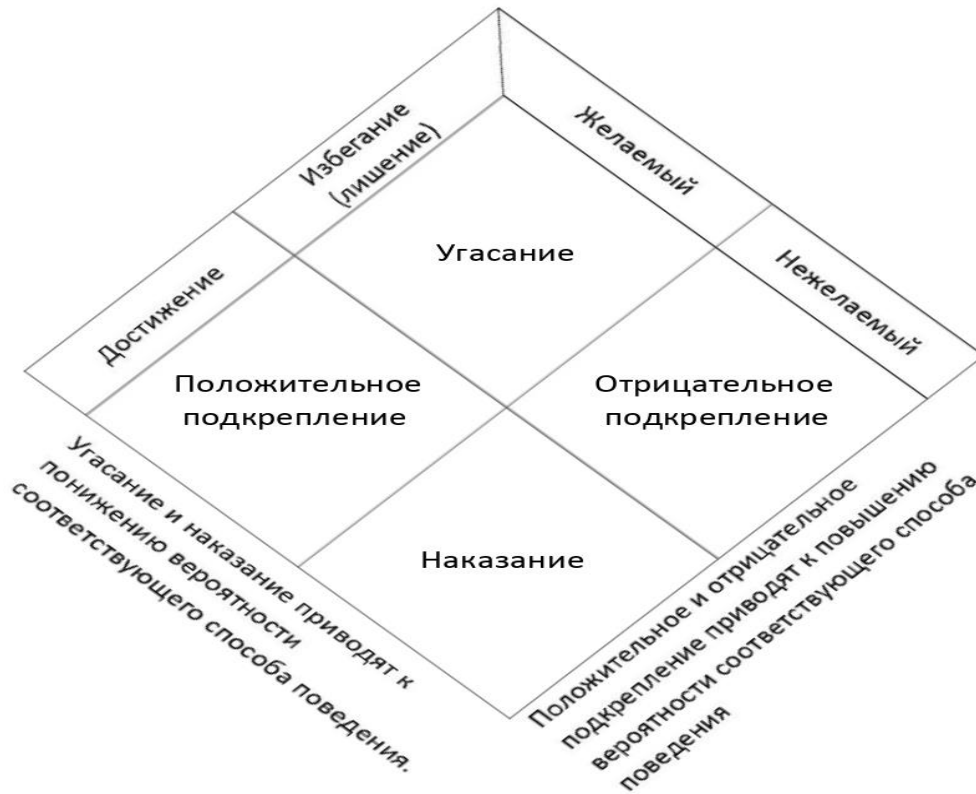 Избегание
(лишение)
Желаемый
Достижение
Нежелаемый
Угасание
Положительное
подкрепление
Отрицательное
подкрепление
Наказание
Угасание и наказание приводят к
понижению вероятности
соответствующего способа поведения.
Положительное и отрицательное
подкрепление приводят к повышению
вероятности соответствующего способа
поведения